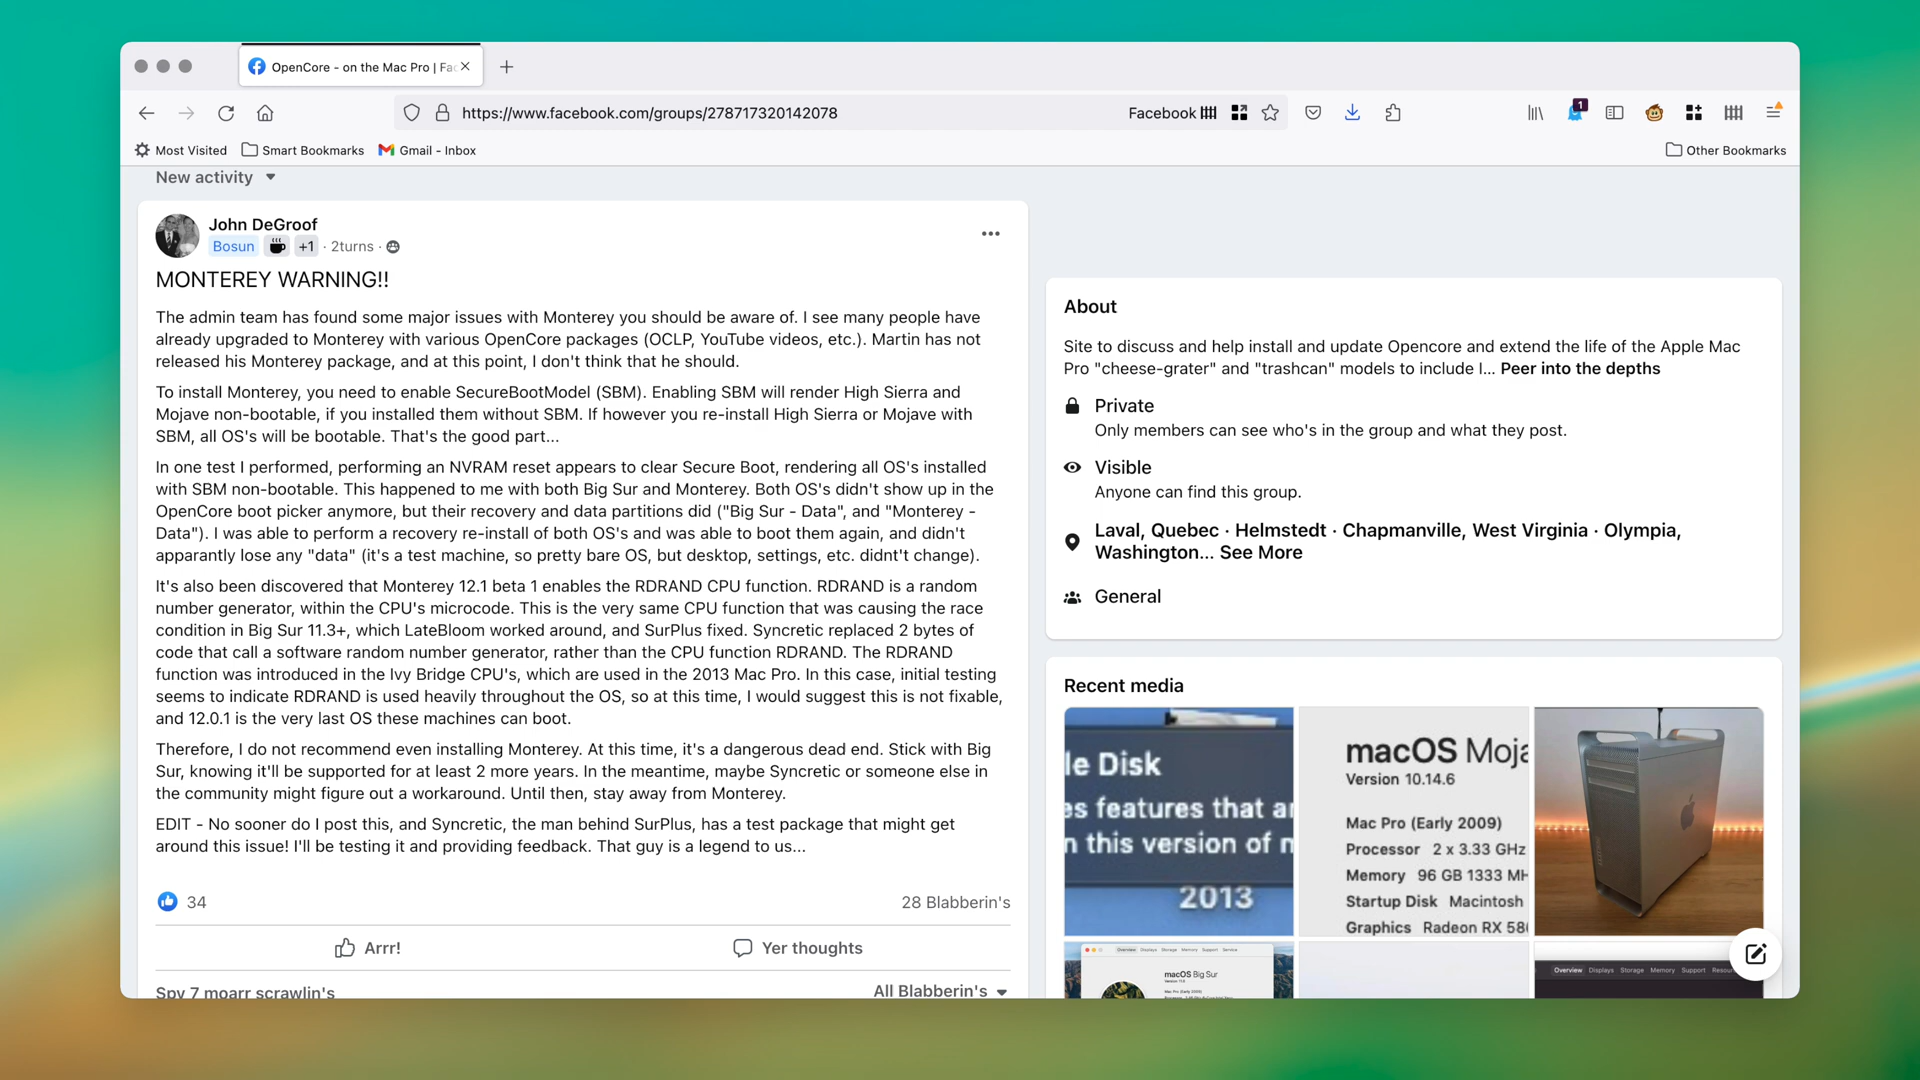 OpenCore - on the Mac Pro | Fac
https://www.facebook.com/groups/278717320142078
Facebook
1
Most Visited
Smart Bookmarks
Gmail - Inbox
Other Bookmarks
New activity
John DeGroof
Bosun +1 · 2turns ·
MONTEREY WARNING!!
The admin team has found some major issues with Monterey you should be aware of. I see many people have
already upgraded to Monterey with various OpenCore packages (OCLP, YouTube videos, etc.). Martin has not
released his Monterey package, and at this point, I don't think that he should.
To install Monterey, you need to enable SecureBootModel (SBM). Enabling SBM will render High Sierra and
Mojave non-bootable, if you installed them without SBM. If however you re-install High Sierra or Mojave with
SBM, all OS's will be bootable. That's the good part...
In one test I performed, performing an NVRAM reset appears to clear Secure Boot, rendering all OS's installed
with SBM non-bootable. This happened to me with both Big Sur and Monterey. Both OS's didn't show up in the
OpenCore boot picker anymore, but their recovery and data partitions did ("Big Sur - Data", and "Monterey -
Data"). I was able to perform a recovery re-install of both OS's and was able to boot them again, and didn't
apparantly lose any "data" (it's a test machine, so pretty bare OS, but desktop, settings, etc. didnt't change).
It's also been discovered that Monterey 12.1 beta 1 enables the RDRAND CPU function. RDRAND is a random
number generator, within the CPU's microcode. This is the very same CPU function that was causing the race
condition in Big Sur 11.3+, which LateBloom worked around, and SurPlus fixed. Syncretic replaced 2 bytes of
code that call a software random number generator, rather than the CPU function RDRAND. The RDRAND
function was introduced in the Ivy Bridge CPU's, which are used in the 2013 Mac Pro. In this case, initial testing
seems to indicate RDRAND is used heavily throughout the OS, so at this time, I would suggest this is not fixable,
and 12.0.1 is the very last OS these machines can boot.
Therefore, I do not recommend even installing Monterey. At this time, it's a dangerous dead end. Stick with Big
Sur, knowing it'll be supported for at least 2 more years. In the meantime, maybe Syncretic or someone else in
the community might figure out a workaround. Until then, stay away from Monterey.
EDIT - No sooner do I post this, and Syncretic, the man behind SurPlus, has a test package that might get
around this issue! I'll be testing it and providing feedback. That guy is a legend to us...
34
28 Blabberin's
Arrr!
Yer thoughts
Spy 7 moarr scrawlin's
All Blabberin's
About
Site to discuss and help install and update Opencore and extend the life of the Apple Mac
Pro "cheese-grater" and "trashcan" models to include I... Peer into the depths
Private
Only members can see who's in the group and what they post.
Visible
Anyone can find this group.
Laval, Quebec · Helmstedt · Chapmanville, West Virginia · Olympia,
Washington... See More
General
Recent media
le Disk
es features that ar
n this version of m
2013
macOS Moja
Version 10.14.6
Mac Pro (Early 2009)
Processor 2 x 3.33 GHz
Memory 96 GB 1333 MH
Startup Disk Macintosh
Graphics Radeon RX 58
Overview Displays Storage Memory Support Service
macOS Big Sur
Mac Pro (Early 2009)
Overview Displays Storage Memory Support Resour